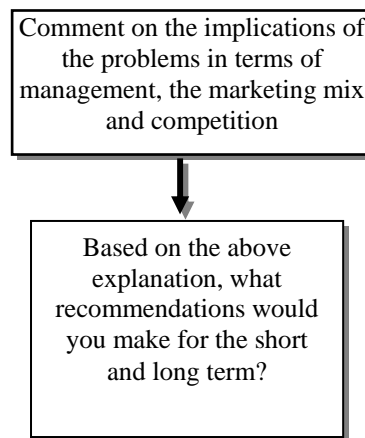 Comment on the implications of
the problems in terms of
management, the marketing mix
and competition
Based on the above
explanation, what
recommendations would
you make for the short
and long term?